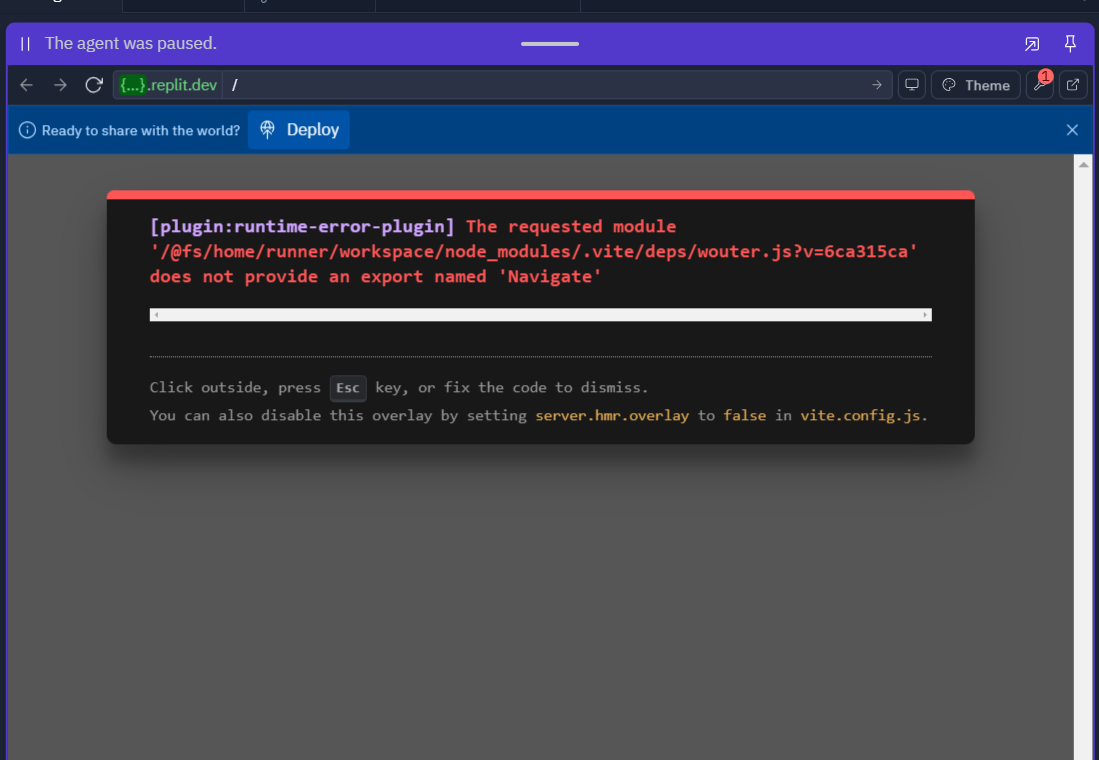 The agent was paused.
{...}.replit.dev /
Theme
1
Ready to share with the world?
Deploy
[plugin:runtime-error-plugin] The requested module
'/@fs/home/runner/workspace/node_modules/.vite/deps/wouter.js?v=6ca315ca'
does not provide an export named 'Navigate'
Click outside, press Esc key, or fix the code to dismiss.
You can also disable this overlay by setting server.hmr.overlay to false in vite.config.js.